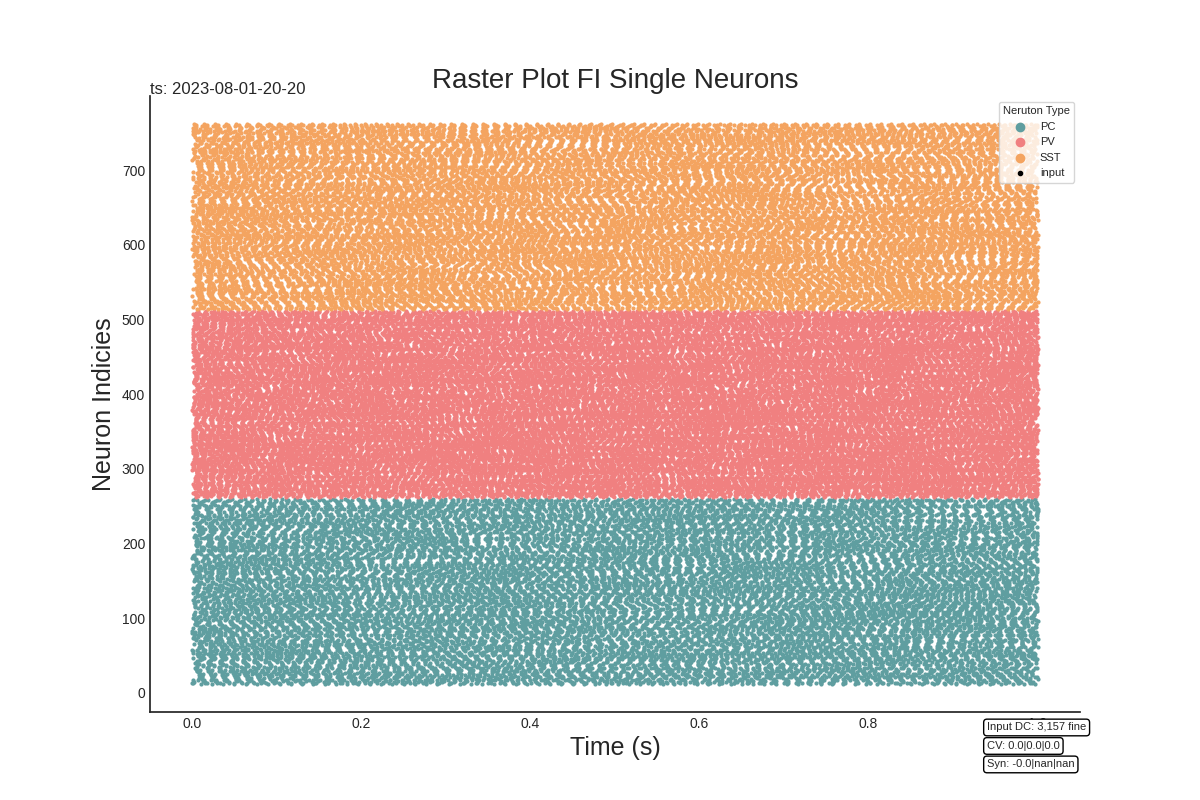 Raster Plot FI Single Neurons
ts: 2023-08-01-20-20
Neruton Type
PC
PV
SST
input
Neuron Indicies
700
600
500
400
300
200
100
0
0.0 0.2 0.4 0.6 0.8
Time (s)
Input DC: 3,157 fine
CV: 0.0|0.0|0.0
Syn: -0.0|nan|nan